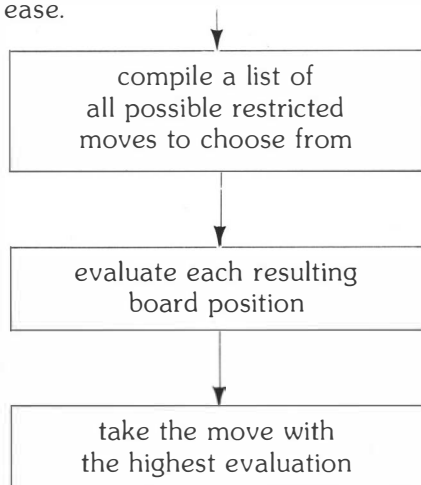 ease.
compile a list of
all possible restricted
moves to choose from
evaluate each resulting
board position
take the move with
the highest evaluation